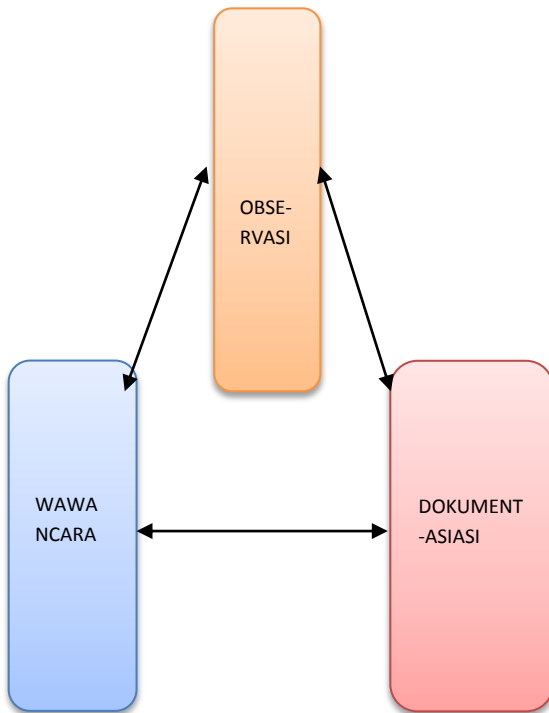 OBSE-
RVASI
WAWA
NCARA
DOKUMENT
-ASIASI